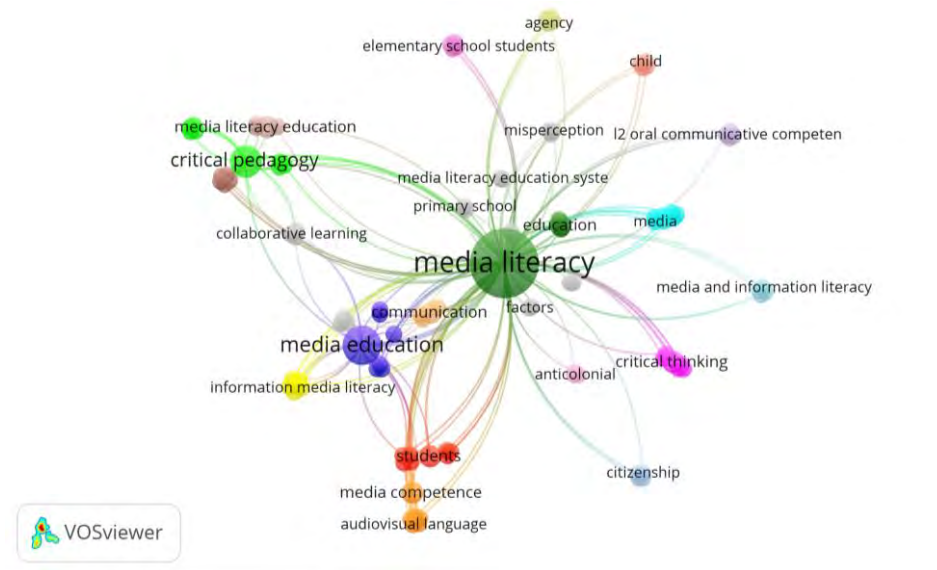 agency
elementary school students
child
media literacy education
misperception
l2 oral communicative competen
critical pedagogy
media literacy education syste
primary school
education
media
collaborative learning
media literacy
media and information literacy
factors
communication
media education
critical thinking
anticolonial
information media literacy
students
citizenship
media competence
audiovisual language
VOSviewer